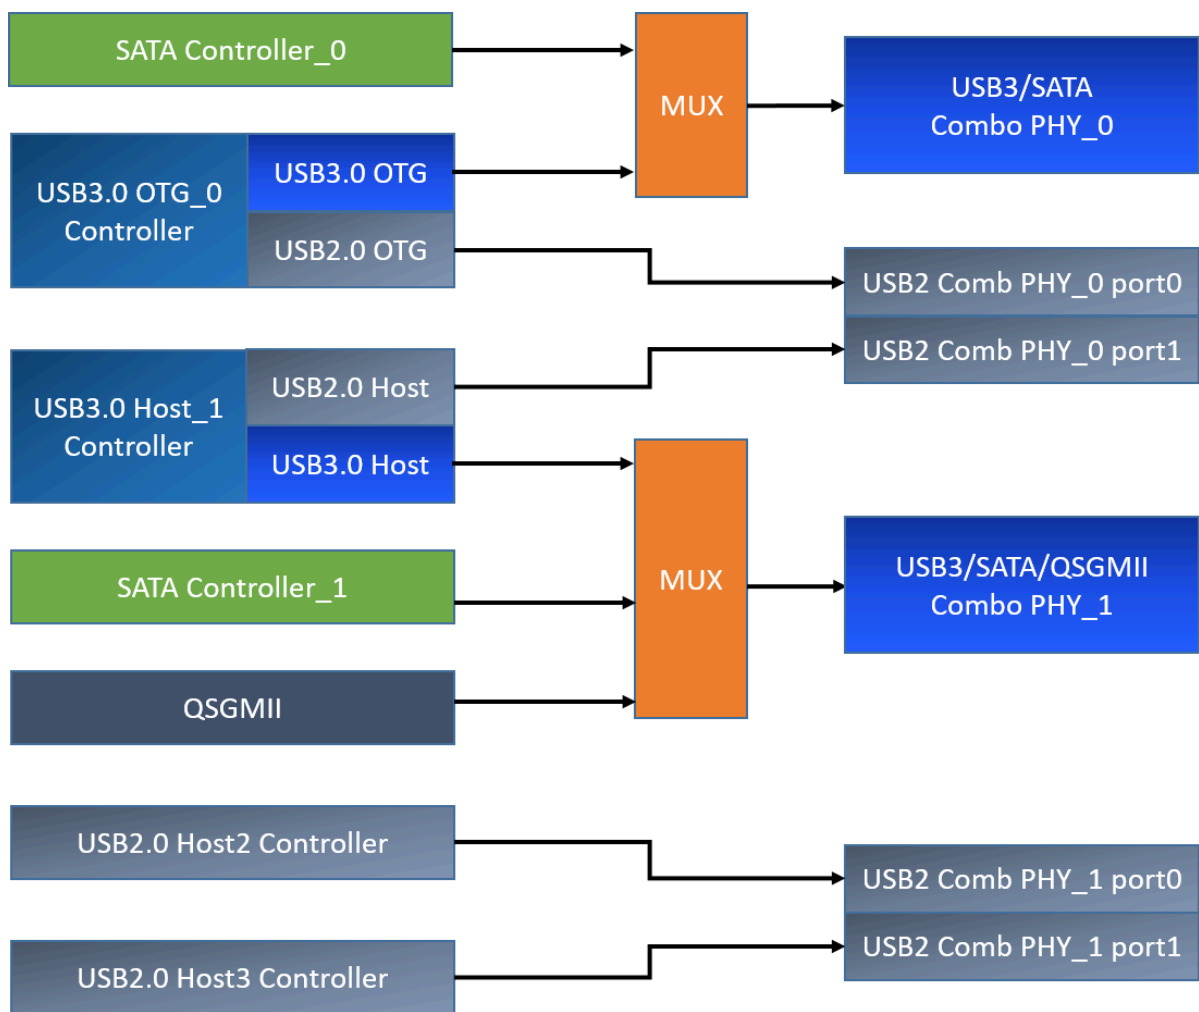 SATA Controller_0
MUX
USB3/SATA
Combo PHY_0
USB3.0 OTG_0
Controller
USB3.0 OTG
USB2.0 OTG
USB2 Comb PHY_0 port0
USB2 Comb PHY_0 port1
USB3.0 Host_1
Controller
USB2.0 Host
USB3.0 Host
SATA Controller_1
MUX
USB3/SATA/QSGMII
Combo PHY_1
QSGMII
USB2.0 Host2 Controller
USB2 Comb PHY_1 port0
USB2 Comb PHY_1 port1
USB2.0 Host3 Controller